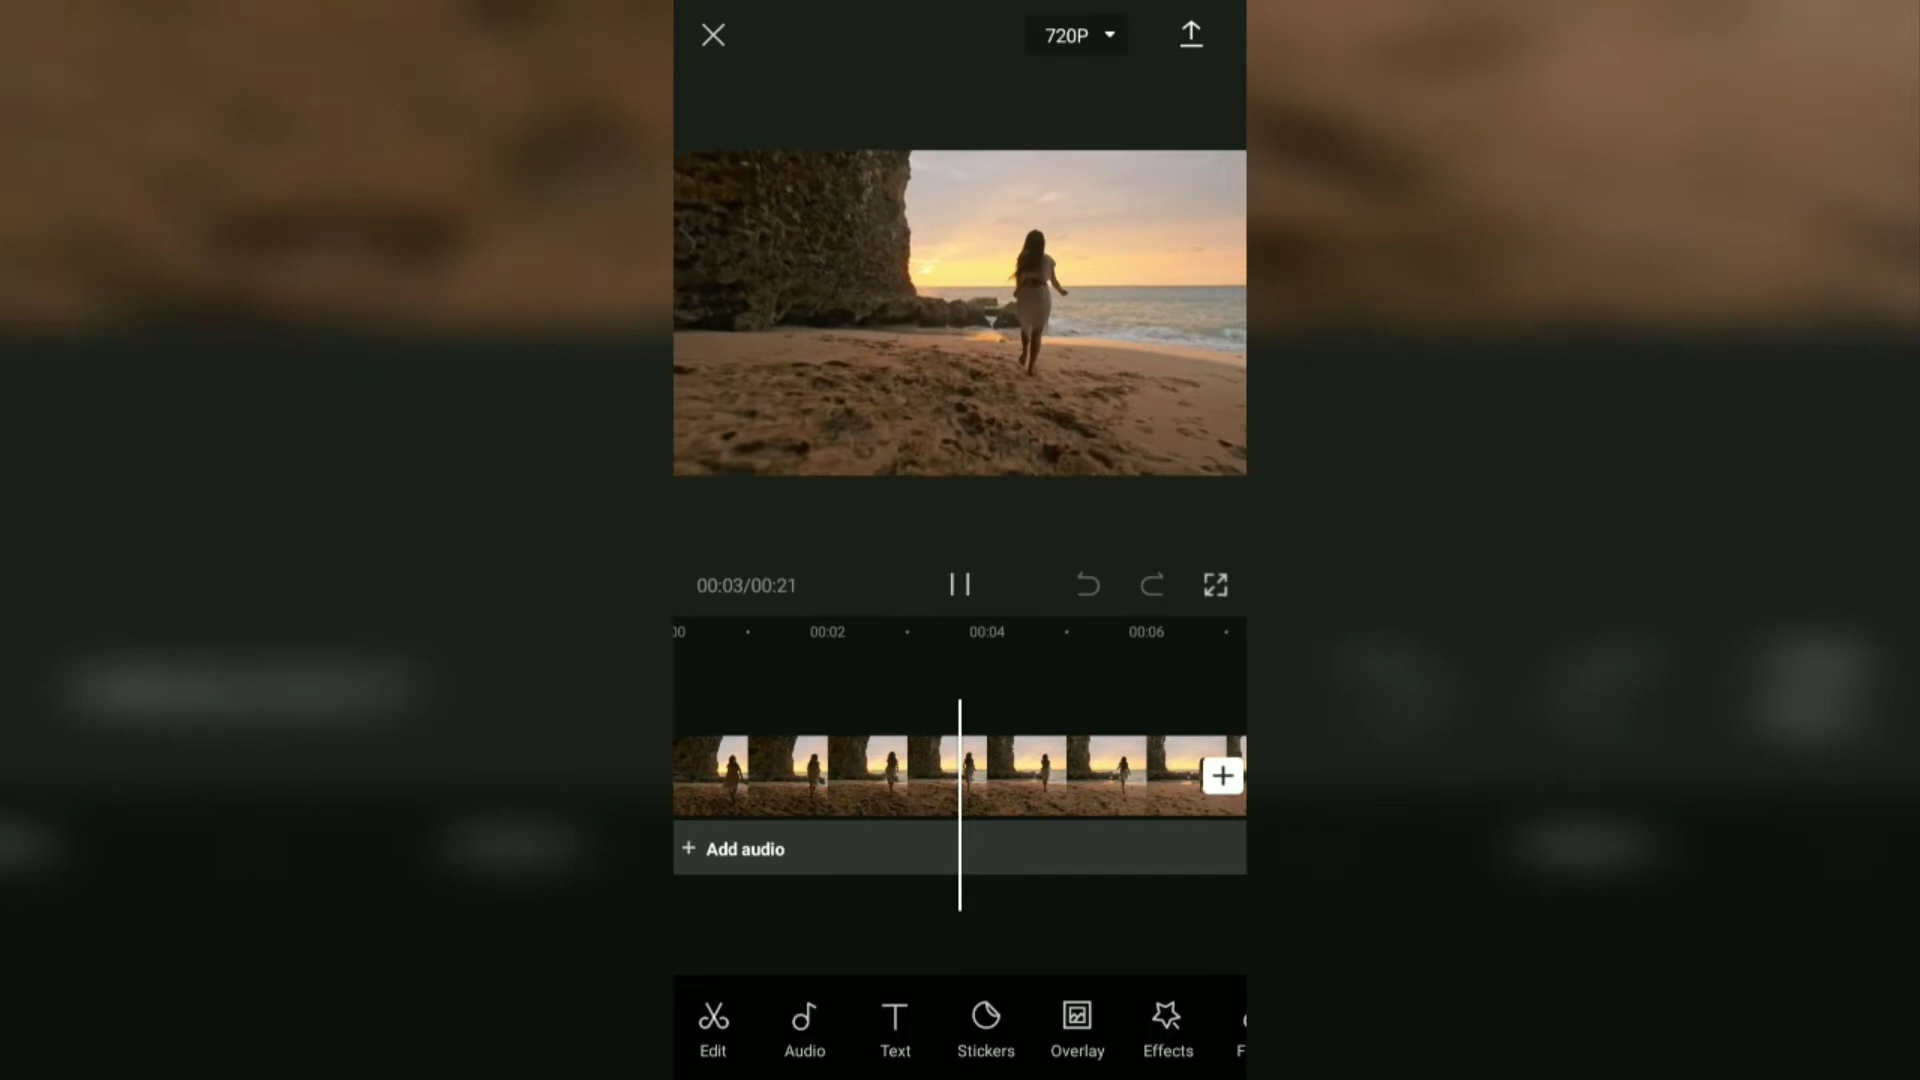 720P
00:03/00:21
00 00:02 00:04 00:06
Add audio
Edit Audio Text Stickers Overlay Effects F